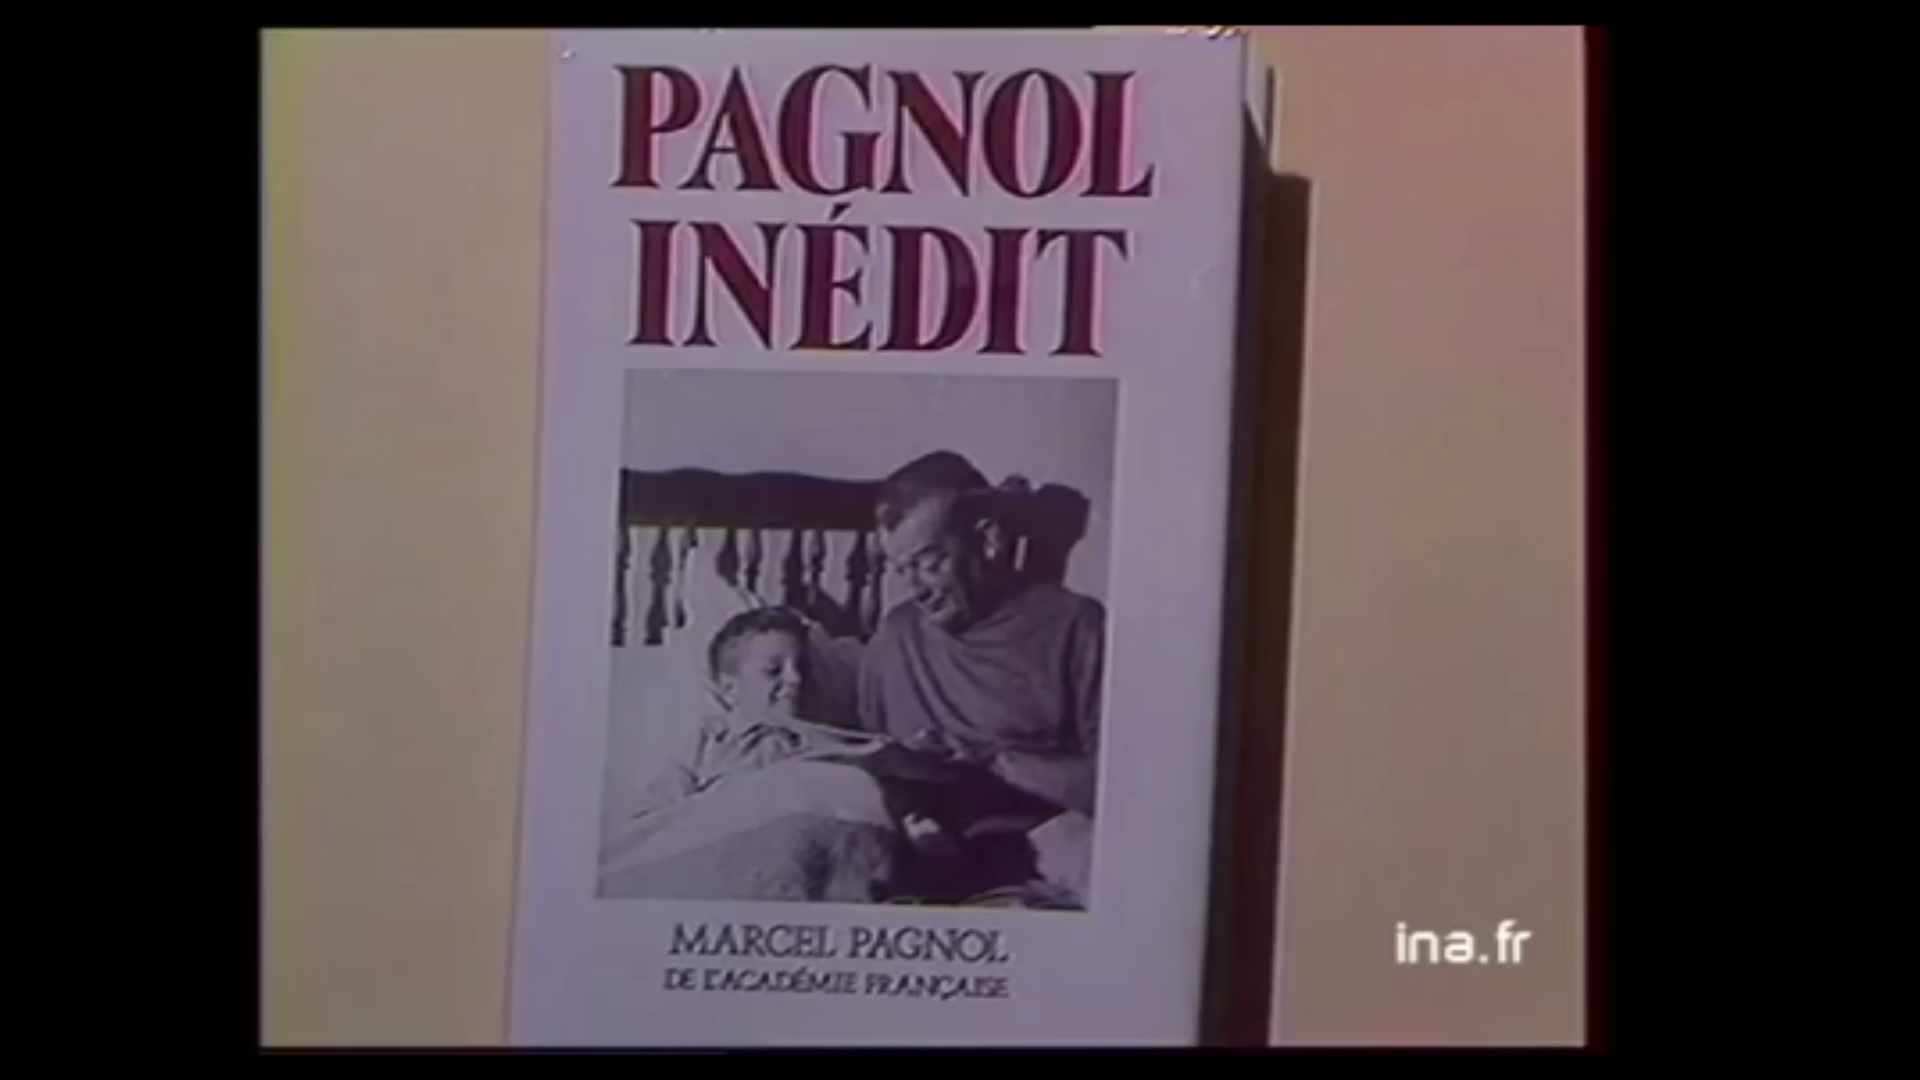 PAGNOL
INÉDIT
MARCEL PAGNOL
DE L'ACADÉMIE FRANÇAISE
ina.fr